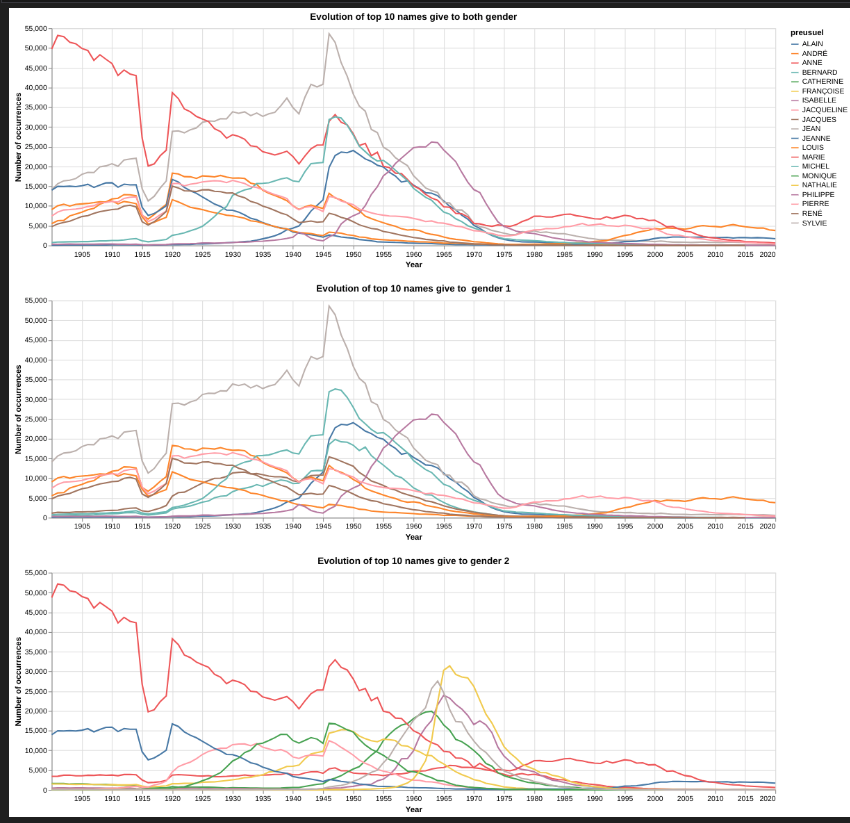 Evolution of top 10 names give to both gender
Number of occurrences
55,000
50,000
45,000
40,000
35,000
30,000
25,000
20,000
15,000
10,000
5,000
0
1905 1910 1915 1920 1925 1930 1935 1940 1945 1950 1955 1960 1965 1970 1975 1980 1985 1990 1995 2000 2005 2010 2015 2020
Year
preusuel
ALAIN
ANDRÉ
ANNE
BERNARD
CATHERINE
FRANÇOISE
ISABELLE
JACQUELINE
JACQUES
JEAN
JEANNE
LOUIS
MARIE
MICHEL
MONIQUE
NATHALIE
PHILIPPE
PIERRE
RENÉ
SYLVIE
Evolution of top 10 names give to gender 1
Number of occurrences
55,000
50,000
45,000
40,000
35,000
30,000
25,000
20,000
15,000
10,000
5,000
0
1905 1910 1915 1920 1925 1930 1935 1940 1945 1950 1955 1960 1965 1970 1975 1980 1985 1990 1995 2000 2005 2010 2015 2020
Year
Evolution of top 10 names give to gender 2
Number of occurrences
55,000
50,000
45,000
40,000
35,000
30,000
25,000
20,000
15,000
10,000
5,000
0
1905 1910 1915 1920 1925 1930 1935 1940 1945 1950 1955 1960 1965 1970 1975 1980 1985 1990 1995 2000 2005 2010 2015 2020
Year